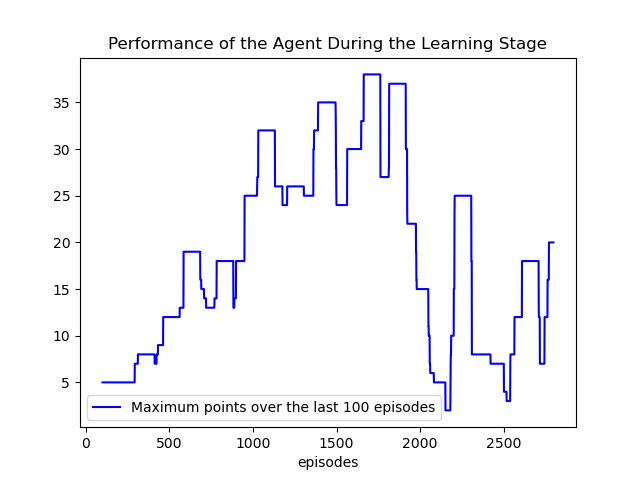 Performance of the Agent During the Learning Stage
35
30
25
20
15
10
5
Maximum points over the last 100 episodes
0 500 1000 1500 2000 2500
episodes